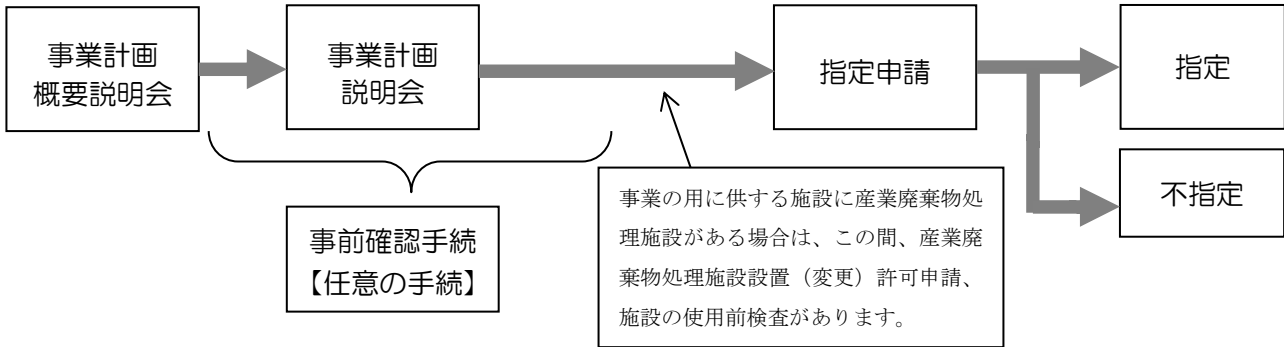 事業計画
概要説明会
事業計画
説明会
指定申請
指定
不指定
事前確認手続
【任意の手続】
事業の用に供する施設に産業廃棄物処
理施設がある場合は、この間、産業廃
棄物処理施設設置（変更）許可申請、
施設の使用前検査があります。